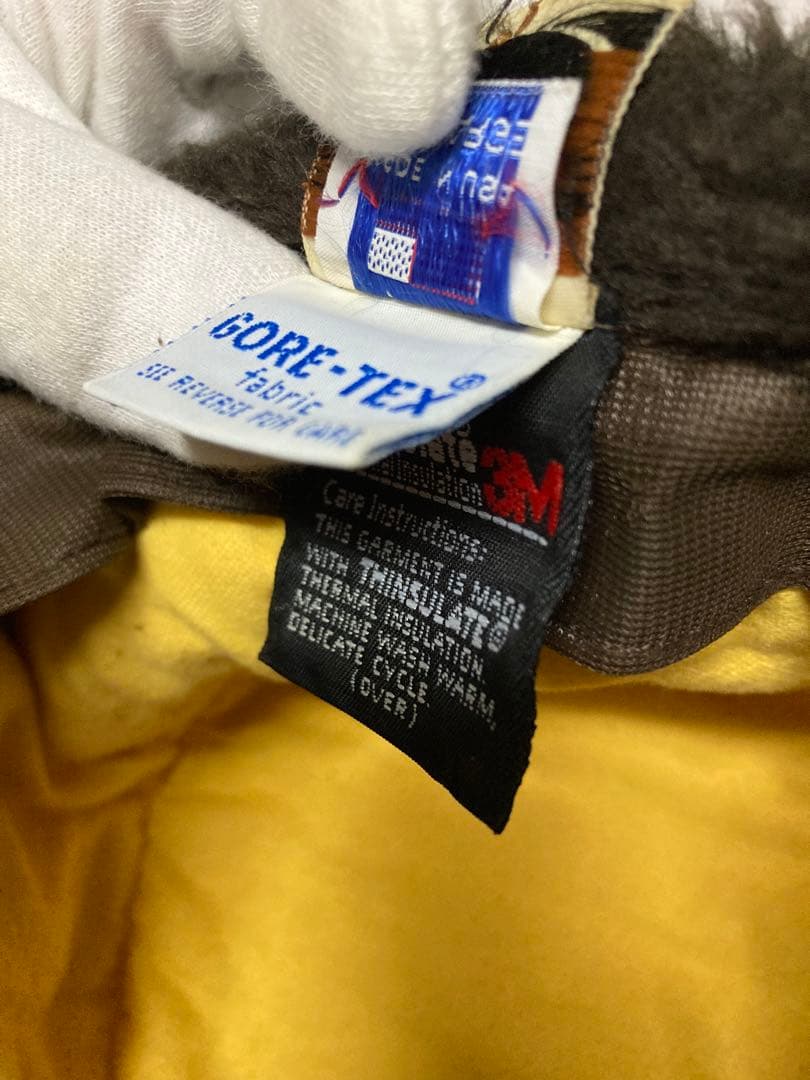 GORE-TEX®
fabric
SEE REVERSE FOR CARE
3M
Care Instructions:
THIS GARMENT IS MADE
WITH THINSULATE®
THERMAL INSULATION.
MACHINE WASH WARM,
DELICATE CYCLE
(OVER)